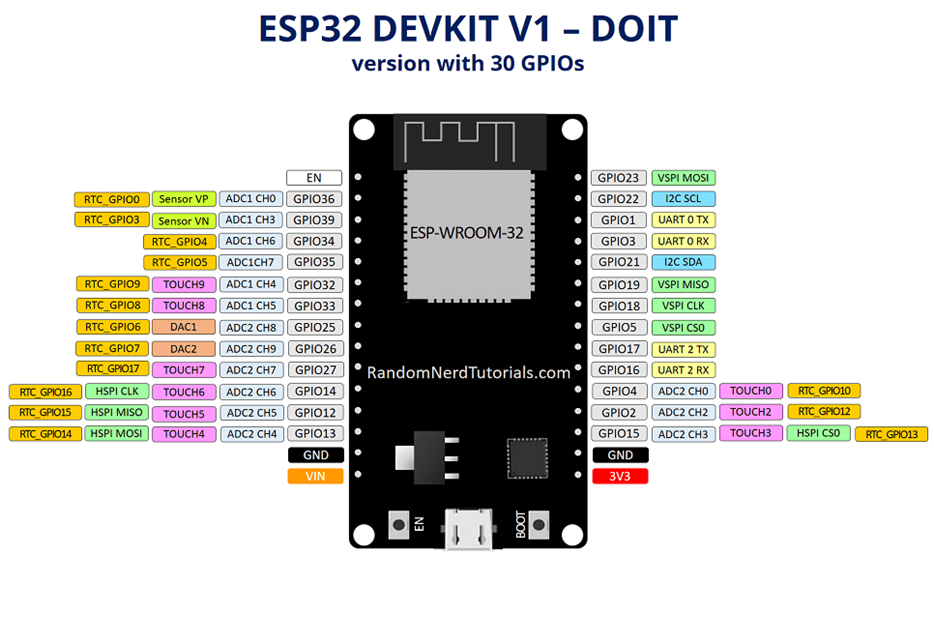 ESP32 DEVKIT V1 – DOIT
version with 30 GPIOs
EN GPIO23 VSPI MOSI
RTC_GPIO0 Sensor VP ADC1 CH0 GPIO36 GPIO22 I2C SCL
RTC_GPIO3 Sensor VN ADC1 CH3 GPIO39 GPIO1 UART 0 TX
RTC_GPIO4 ADC1 CH6 GPIO34 ESP-WROOM-32 GPIO3 UART 0 RX
RTC_GPIO5 ADC1CH7 GPIO35 GPIO21 I2C SDA
RTC_GPIO9 TOUCH9 ADC1 CH4 GPIO32 GPIO19 VSPI MISO
RTC_GPIO8 TOUCH8 ADC1 CH5 GPIO33 GPIO18 VSPI CLK
RTC_GPIO6 DAC1 ADC2 CH8 GPIO25 GPIO5 VSPI CS0
RTC_GPIO7 DAC2 ADC2 CH9 GPIO26 GPIO17 UART 2 TX
RTC_GPIO17 TOUCH7 ADC2 CH7 GPIO27 RandomNerdTutorials.com GPIO16 UART 2 RX
RTC_GPIO16 HSPI CLK TOUCH6 ADC2 CH6 GPIO14 GPIO4 ADC2 CH0 TOUCH0 RTC_GPIO10
RTC_GPIO15 HSPI MISO TOUCH5 ADC2 CH5 GPIO12 GPIO2 ADC2 CH2 TOUCH2 RTC_GPIO12
RTC_GPIO14 HSPI MOSI TOUCH4 ADC2 CH4 GPIO13 GPIO15 ADC2 CH3 TOUCH3 HSPI CS0 RTC_GPIO13
GND GND
VIN 3V3
EN BOOT